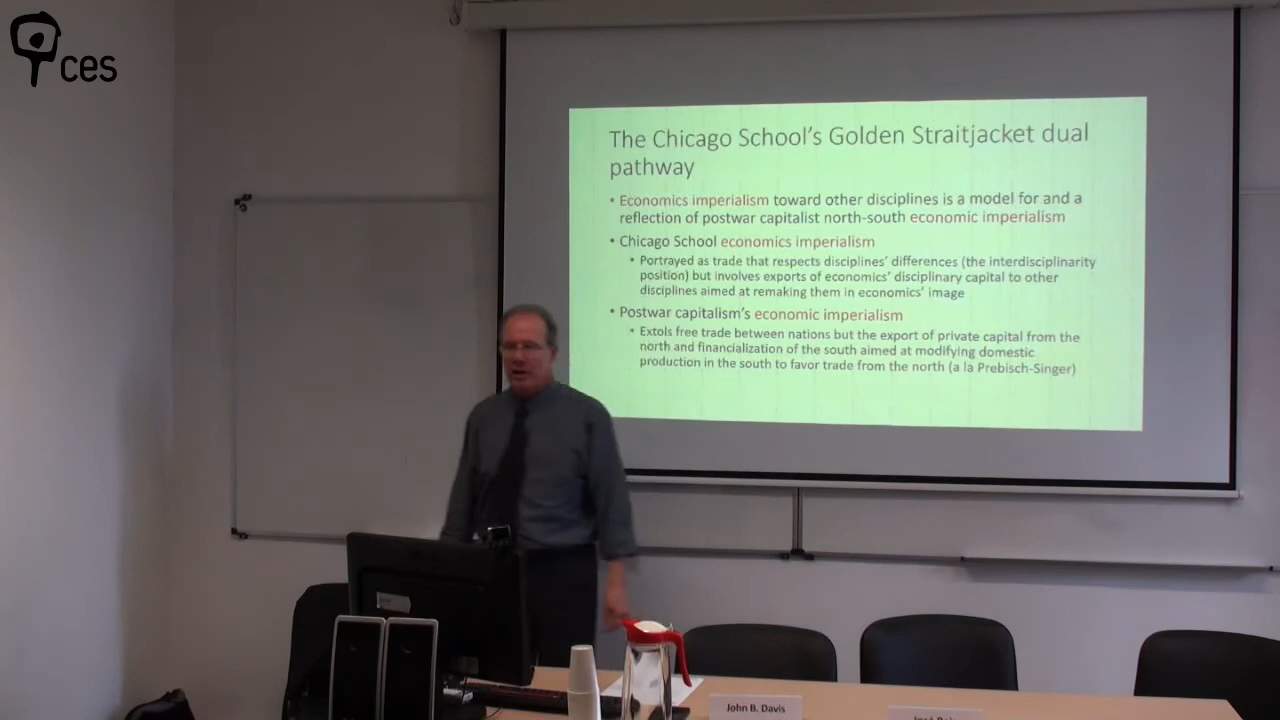 ces
The Chicago School's Golden Straitjacket dual
pathway
• Economics imperialism toward other disciplines is a model for and a
reflection of postwar capitalist north-south economic imperialism
• Chicago School economics imperialism
• Portrayed as trade that respects disciplines' differences (the interdisciplinarity
position) but involves exports of economics' disciplinary capital to other
disciplines aimed at remaking them in economics' image
• Postwar capitalism's economic imperialism
• Extols free trade between nations but the export of private capital from the
north and financialization of the south aimed at modifying domestic
production in the south to favor trade from the north (a la Prebisch-Singer)
John B. Davis
José